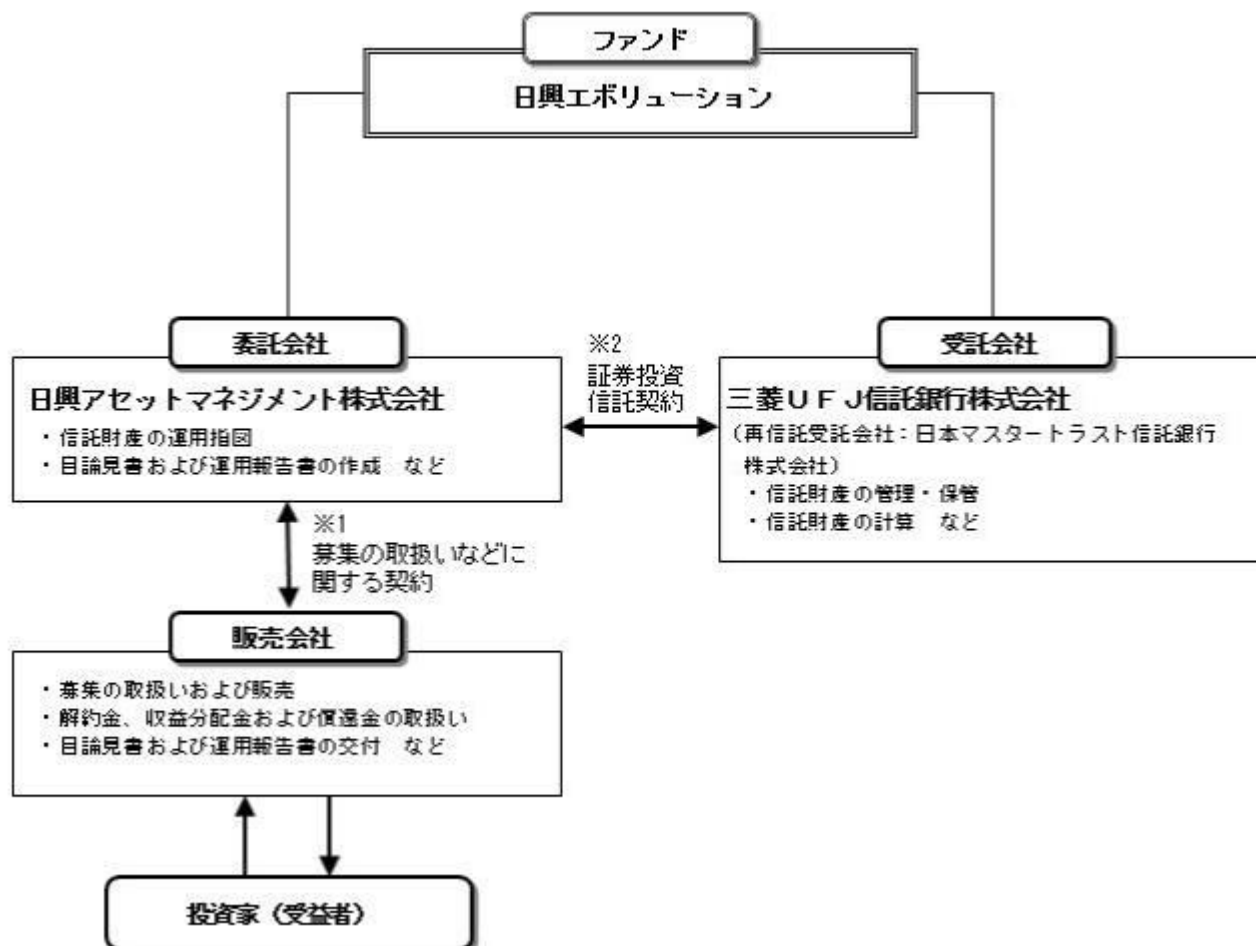 ファンド
日興エボリューション
委託会社
日興アセットマネジメント株式会社
・信託財産の運用指図
・目論見書および運用報告書の作成　など
※2
証券投資
信託契約
受託会社
三菱ＵＦＪ信託銀行株式会社
（再信託受託会社：日本マスタートラスト信託銀行
株式会社）
・信託財産の管理・保管
・信託財産の計算　など
※1
募集の取扱いなどに
関する契約
販売会社
・募集の取扱いおよび販売
・解約金、収益分配金および償還金の取扱い
・目論見書および運用報告書の交付　など
投資家（受益者）